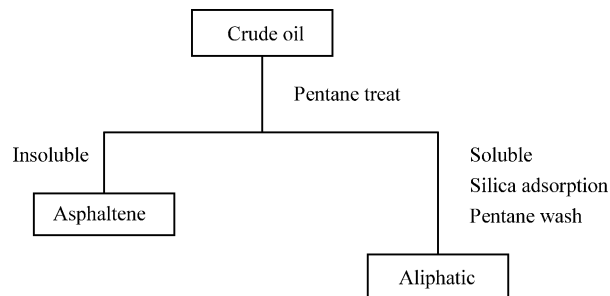 Crude oil
Pentane treat
Insoluble
Asphaltene
Soluble
Silica adsorption
Pentane wash
Aliphatic